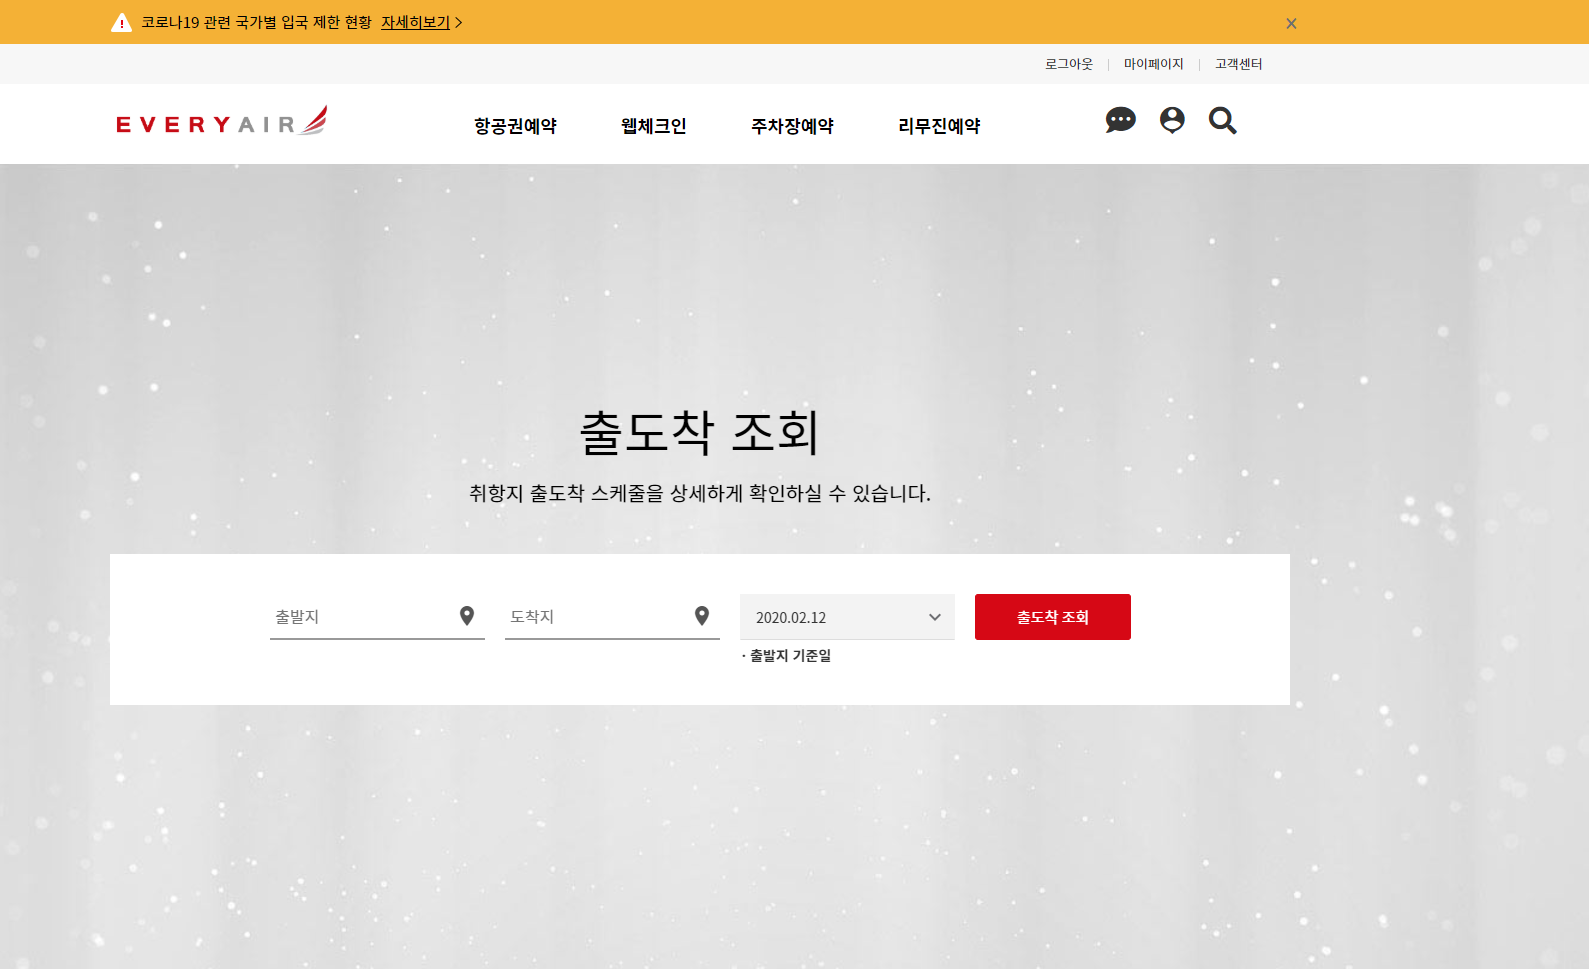 코로나19 관련 국가별 입국 제한 현황 자세히보기
로그아웃 마이페이지 고객센터
EVERYAIR
항공권예약 웹체크인 주차장예약 리무진예약
출도착 조회
취항지 출도착 스케줄을 상세하게 확인하실 수 있습니다.
출발지 도착지 2020.02.12 출도착 조회
· 출발지 기준일